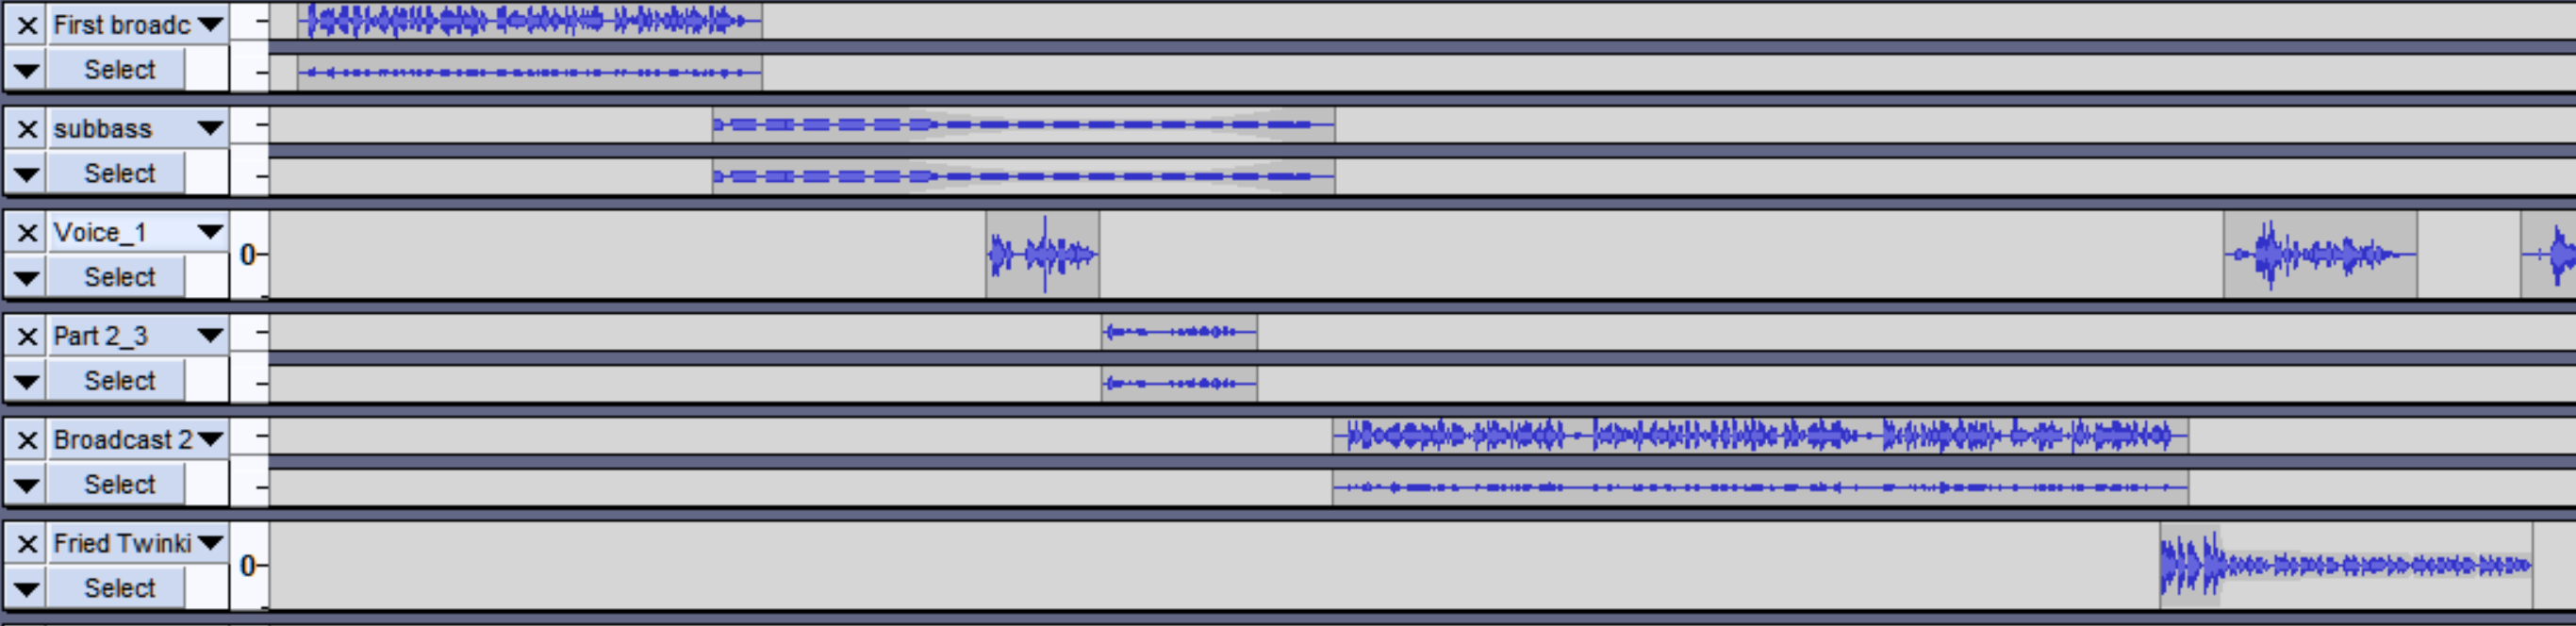 First broadc
Select
subbass
Select
Voice_1
0
Select
Part 2_3
Select
Broadcast 2
Select
Fried Twinki
0
Select